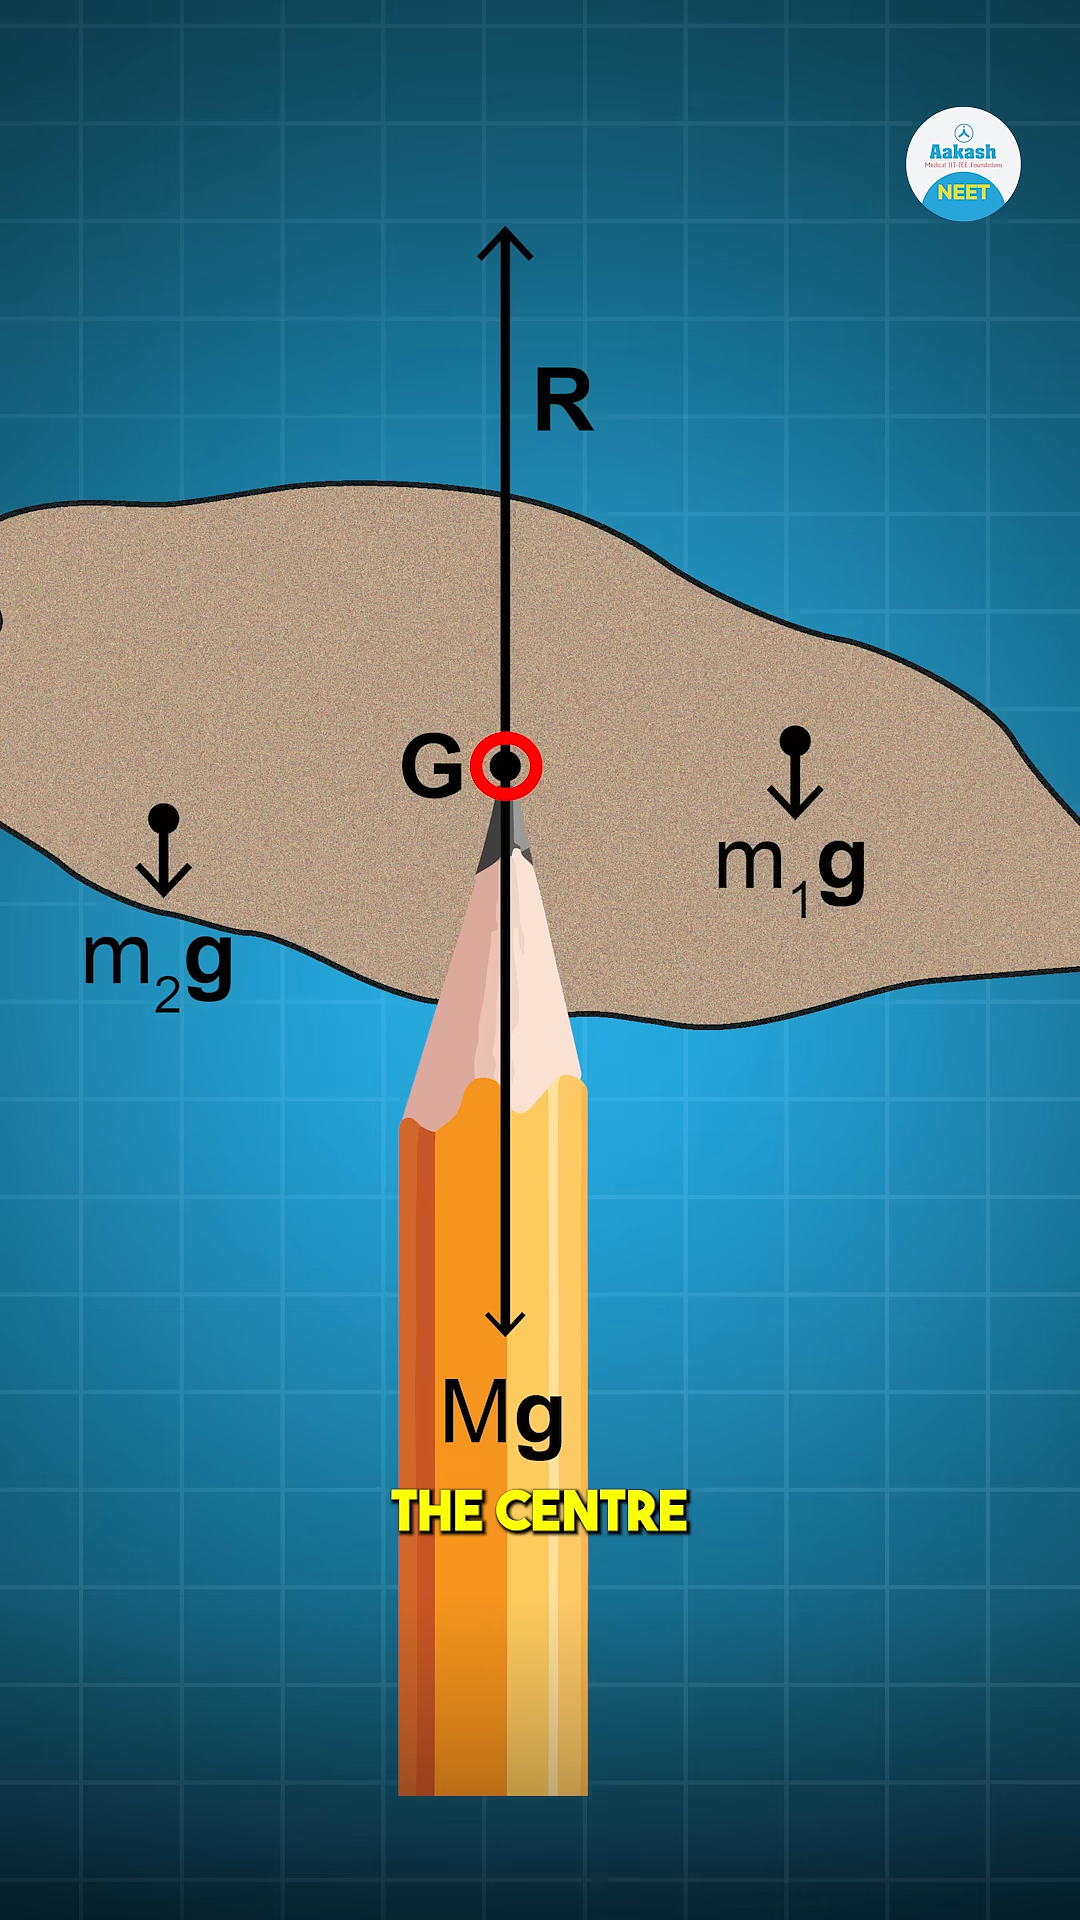 Aakash
Medical IIT-JEE Foundations
NEET
R
G
m₁g
m₂g
Mg
THE CENTRE